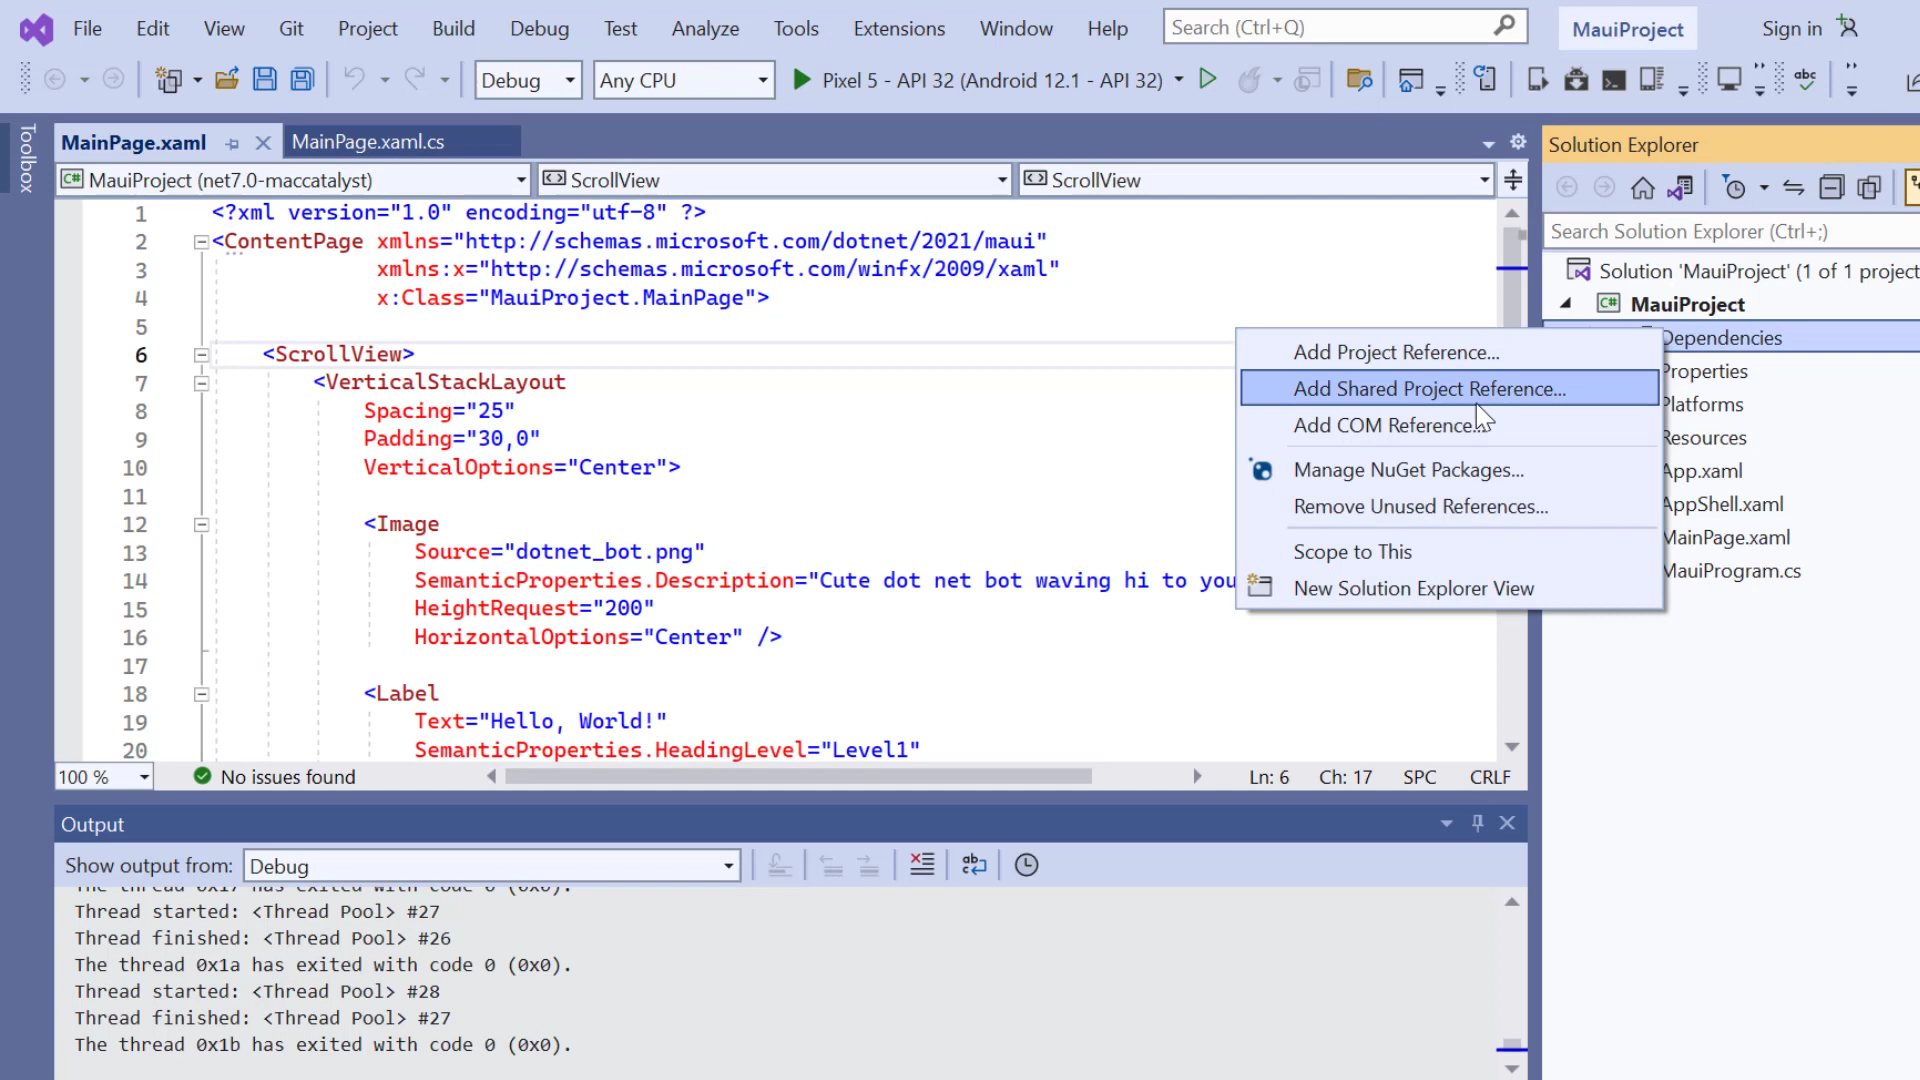 File Edit View Git Project Build Debug Test Analyze Tools Extensions Window Help Search (Ctrl+Q) MauiProject Sign in
Debug Any CPU Pixel 5 - API 32 (Android 12.1 - API 32)
Toolbox
MainPage.xaml MainPage.xaml.cs
MauiProject (net7.0-maccatalyst) ScrollView ScrollView
1 <?xml version="1.0" encoding="utf-8" ?>
2 <ContentPage xmlns="http://schemas.microsoft.com/dotnet/2021/maui"
3 xmlns:x="http://schemas.microsoft.com/winfx/2009/xaml"
4 x:Class="MauiProject.MainPage">
5
6 <ScrollView>
7 <VerticalStackLayout
8 Spacing="25"
9 Padding="30,0"
10 VerticalOptions="Center">
11
12 <Image
13 Source="dotnet_bot.png"
14 SemanticProperties.Description="Cute dot net bot waving hi to you
15 HeightRequest="200"
16 HorizontalOptions="Center" />
17
18 <Label
19 Text="Hello, World!"
20 SemanticProperties.HeadingLevel="Level1"
100 % No issues found Ln: 6 Ch: 17 SPC CRLF
Add Project Reference...
Add Shared Project Reference...
Add COM Reference...
Manage NuGet Packages...
Remove Unused References...
Scope to This
New Solution Explorer View
Solution Explorer
Search Solution Explorer (Ctrl+;)
Solution 'MauiProject' (1 of 1 project
MauiProject
Dependencies
Properties
Platforms
Resources
App.xaml
AppShell.xaml
MainPage.xaml
MauiProgram.cs
Output
Show output from: Debug
The thread 0x17 has exited with code 0 (0x0).
Thread started: <Thread Pool> #27
Thread finished: <Thread Pool> #26
The thread 0x1a has exited with code 0 (0x0).
Thread started: <Thread Pool> #28
Thread finished: <Thread Pool> #27
The thread 0x1b has exited with code 0 (0x0).